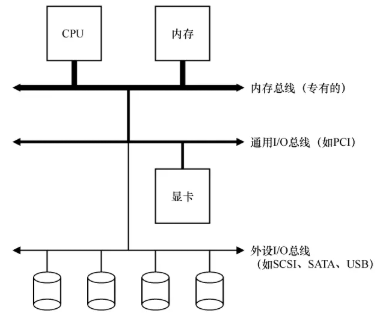 CPU
内存
内存总线（专有的）
通用I/O总线（如PCI）
显卡
外设I/O总线
（如SCSI、SATA、USB）